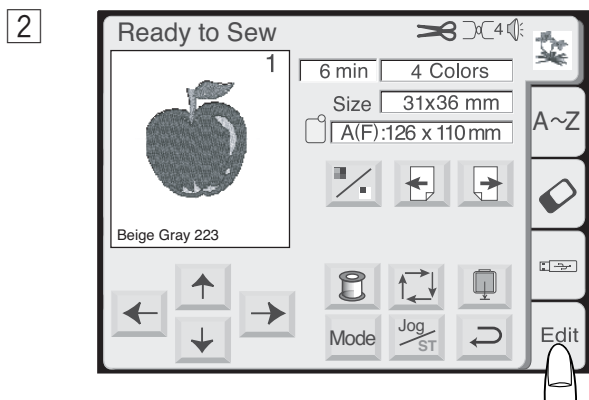 2
Ready to Sew
4
1
6 min
4 Colors
Size
31x36 mm
A(F):126 x 110 mm
A~Z
Beige Gray 223
Mode
Jog/ST
Edit